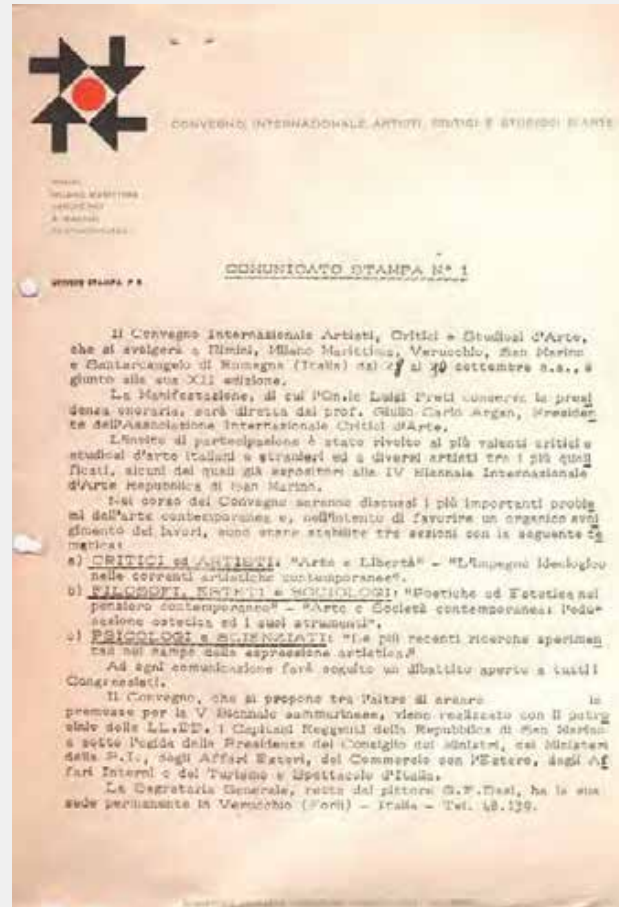 CONVEGNO INTERNAZIONALE ARTISTI, CRITICI E STUDIOSI D'ARTE
RIMINI
MILANO MARITTIMA
VERUCCHIO
S. MARINO
UFFICIO STAMPA
COMUNICATO STAMPA N° 1
Il Convegno Internazionale Artisti, Critici e Studiosi d'Arte,
che si svolgerà a Rimini, Milano Marittima, Verucchio, San Marino
e Santarcangelo di Romagna (Italia) dal al 30 settembre a.a., è
giunto alla sua XII edizione.
La Manifestazione, di cui l'On.le Luigi Preti conserva la presi
denza onoraria, sarà diretta dal prof. Giulio Carlo Argan, Presiden
te dell'Associazione Internazionale Critici d'Arte.
L'invito di partecipazione è stato rivolto ai più valenti critici e
studiosi d'arte italiani e stranieri ed a diversi artisti tra i più quali
ficati, alcuni dei quali già espositori alla IV Biennale Internazionale
d'Arte Repubblica di San Marino.
Nel corso del Convegno saranno discussi i più importanti proble
mi dell'arte contemporanea e, nell'intento di favorire un organico svol
gimento dei lavori, sono state stabilite tre sezioni con la seguente te
matica:
a) CRITICI ed ARTISTI: "Arte e Libertà" - "L'impegno ideologico
nelle correnti artistiche contemporanee".
b) FILOSOFI, ESTETI e SOCIOLOGI: "Poetiche ed Estetica nel
pensiero contemporaneo" - "Arte e Società contemporanea: l'edu-
cazione estetica ed i suoi strumenti".
c) PSICOLOGI e SCIENZIATI: "Le più recenti ricerche sperimen
tali nel campo della espressione artistica."
Ad ogni comunicazione farà seguito un dibattito aperto a tutti i
Congressisti.
Il Convegno, che si propone tra l'altro di creare le
premesse per la V Biennale sammarinese, viene realizzato con il patro
cinio delle LL.EE. i Capitani Reggenti della Repubblica di San Marino
e sotto l'egida della Presidenza del Consiglio dei Ministri, dei Ministeri
della P.I., degli Affari Esteri, del Commercio con l'Estero, degli Af
fari Interni e del Turismo e Spettacolo d'Italia.
La Segreteria Generale, retta dal pittore G.F. Dasi, ha la sua
sede permanente in Verucchio (Forlì) - Italia - Tel. 48.139.